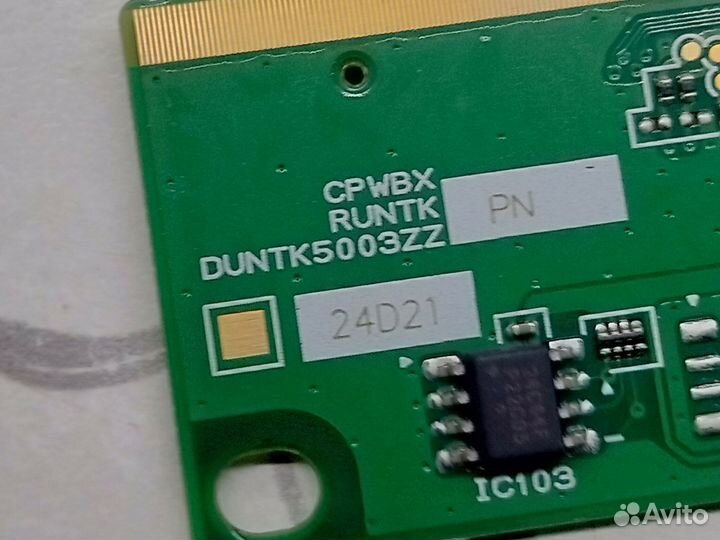 CPWBX
RUNTK PN
DUNTK5003ZZ
24D21
IC103
Avito